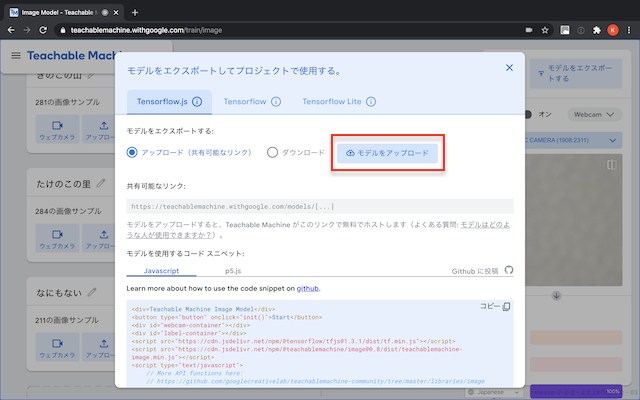 Image Model - Teachable M
teachablemachine.withgoogle.com/train/image
K
Teachable M
きのこの山
281の画像サンプル
ウェブカメラ
アップロー
たけのこの里
284の画像サンプル
ウェブカメラ
アップロー
なにもない
211の画像サンプル
ウェブカメラ
アップロー
モデルをエクスポートしてプロジェクトで使用する。
Tensorflow.js
Tensorflow
Tensorflow Lite
モデルをエクスポートする:
アップロード（共有可能なリンク）
ダウンロード
モデルをアップロード
共有可能なリンク:
https://teachablemachine.withgoogle.com/models/[...]
モデルをアップロードすると、Teachable Machine がこのリンクで無料でホストします（よくある質問: モデルはどのような人が使用できますか？）。
モデルを使用するコード スニペット:
Javascript
p5.js
Github に投稿
Learn more about how to use the code snippet on github.
コピー
<div>Teachable Machine Image Model</div>
<button type="button" onclick="init()">Start</button>
<div id="webcam-container"></div>
<div id="label-container"></div>
<script src="https://cdn.jsdelivr.net/npm/@tensorflow/tfjs@1.3.1/dist/tf.min.js"></script>
<script src="https://cdn.jsdelivr.net/npm/@teachablemachine/image@0.8/dist/teachablemachine-
image.min.js"></script>
<script type="text/javascript">
// More API functions here:
// https://github.com/googlecreativelab/teachablemachine-community/tree/master/libraries/image
モデルをエクスポートする
オン
Webcam
CAMERA (1908:2311)
Japanese
100%